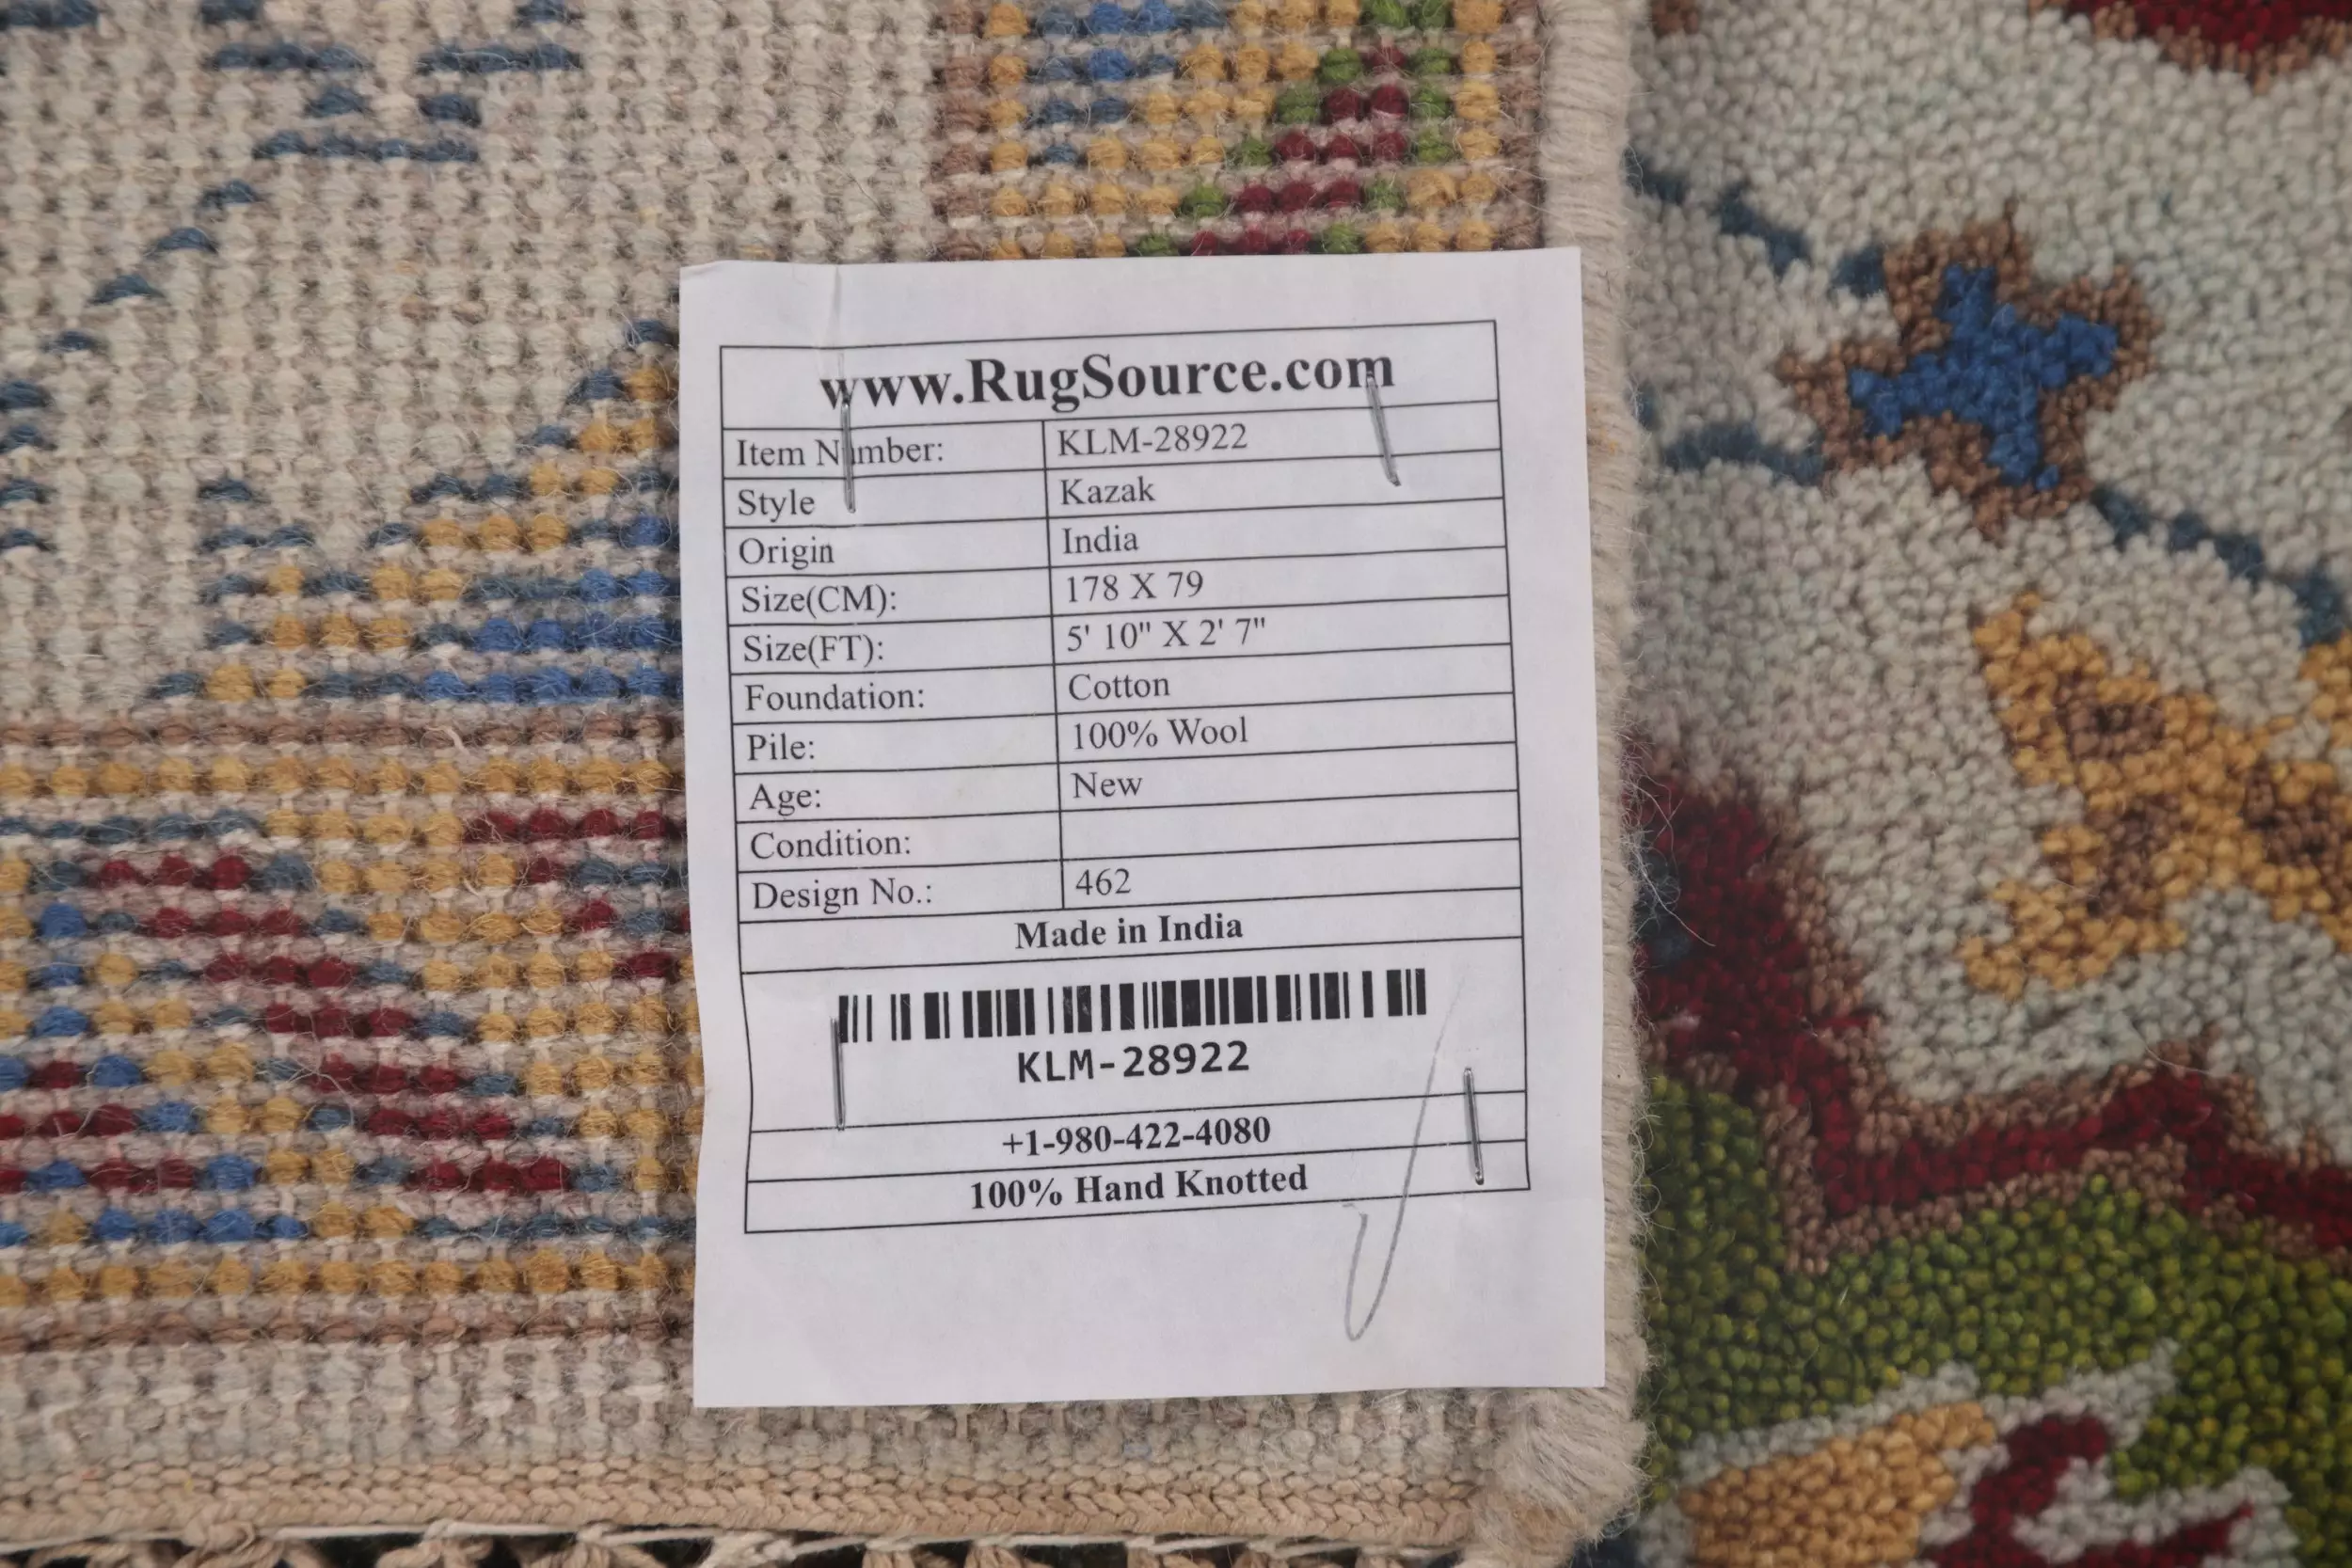 www.RugSource.com
Item Number: KLM-28922
Style Kazak
Origin India
Size(CM): 178 X 79
Size(FT): 5' 10" X 2' 7"
Foundation: Cotton
Pile: 100% Wool
Age: New
Condition:
Design No.: 462
Made in India
KLM-28922
+1-980-422-4080
100% Hand Knotted